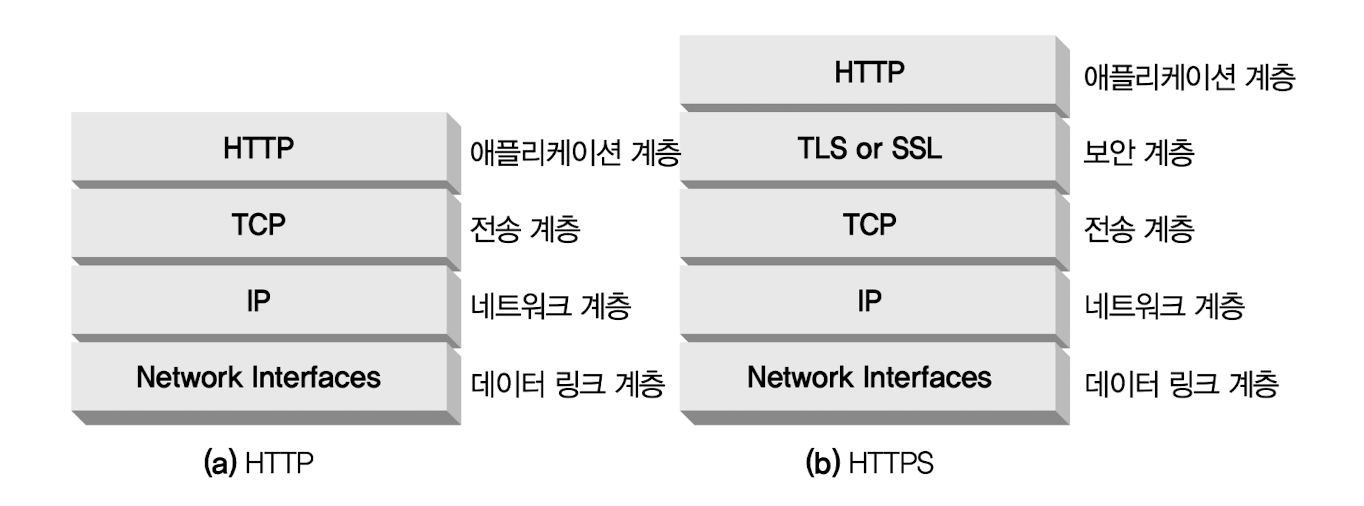 HTTP 애플리케이션 계층
TCP 전송 계층
IP 네트워크 계층
Network Interfaces 데이터 링크 계층
(a) HTTP
HTTP 애플리케이션 계층
TLS or SSL 보안 계층
TCP 전송 계층
IP 네트워크 계층
Network Interfaces 데이터 링크 계층
(b) HTTPS